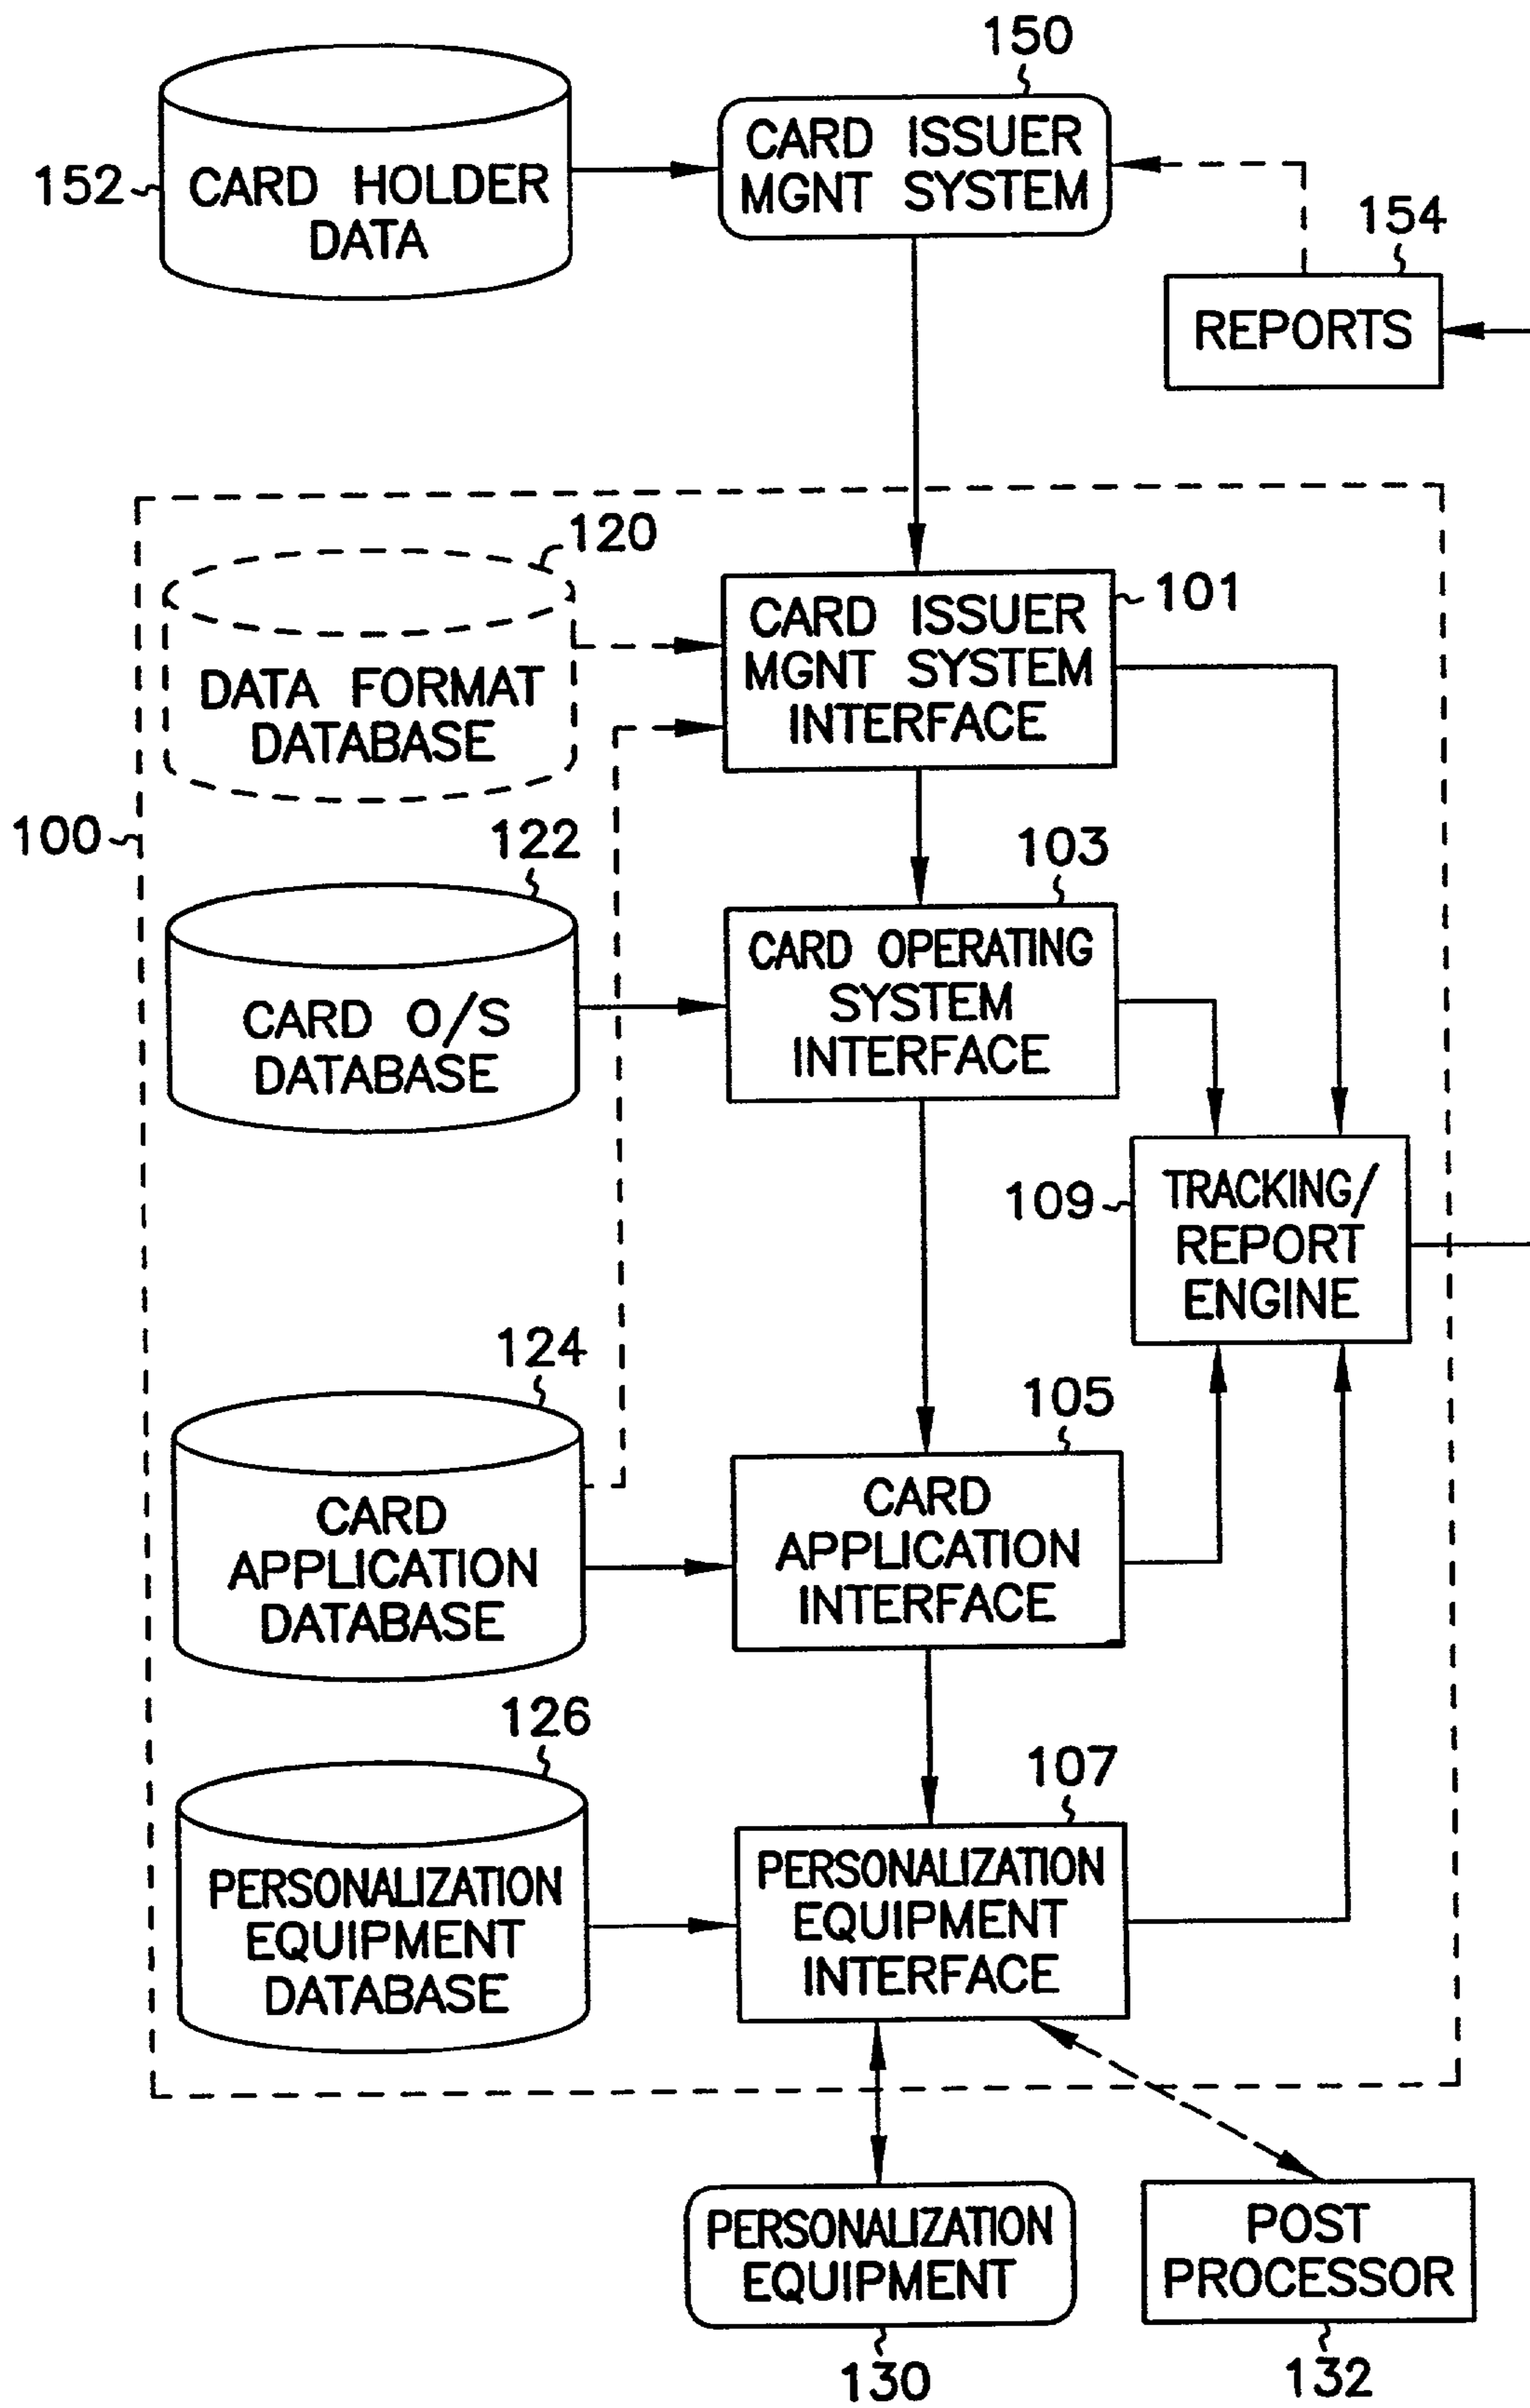 150
CARD ISSUER
MGNT SYSTEM
152
CARD HOLDER
DATA
154
REPORTS
120
DATA FORMAT
DATABASE
101
CARD ISSUER
MGNT SYSTEM
INTERFACE
100
122
CARD O/S
DATABASE
103
CARD OPERATING
SYSTEM
INTERFACE
109
TRACKING/
REPORT
ENGINE
124
CARD
APPLICATION
DATABASE
105
CARD
APPLICATION
INTERFACE
126
PERSONALIZATION
EQUIPMENT
DATABASE
107
PERSONALIZATION
EQUIPMENT
INTERFACE
PERSONALIZATION
EQUIPMENT
130
POST
PROCESSOR
132